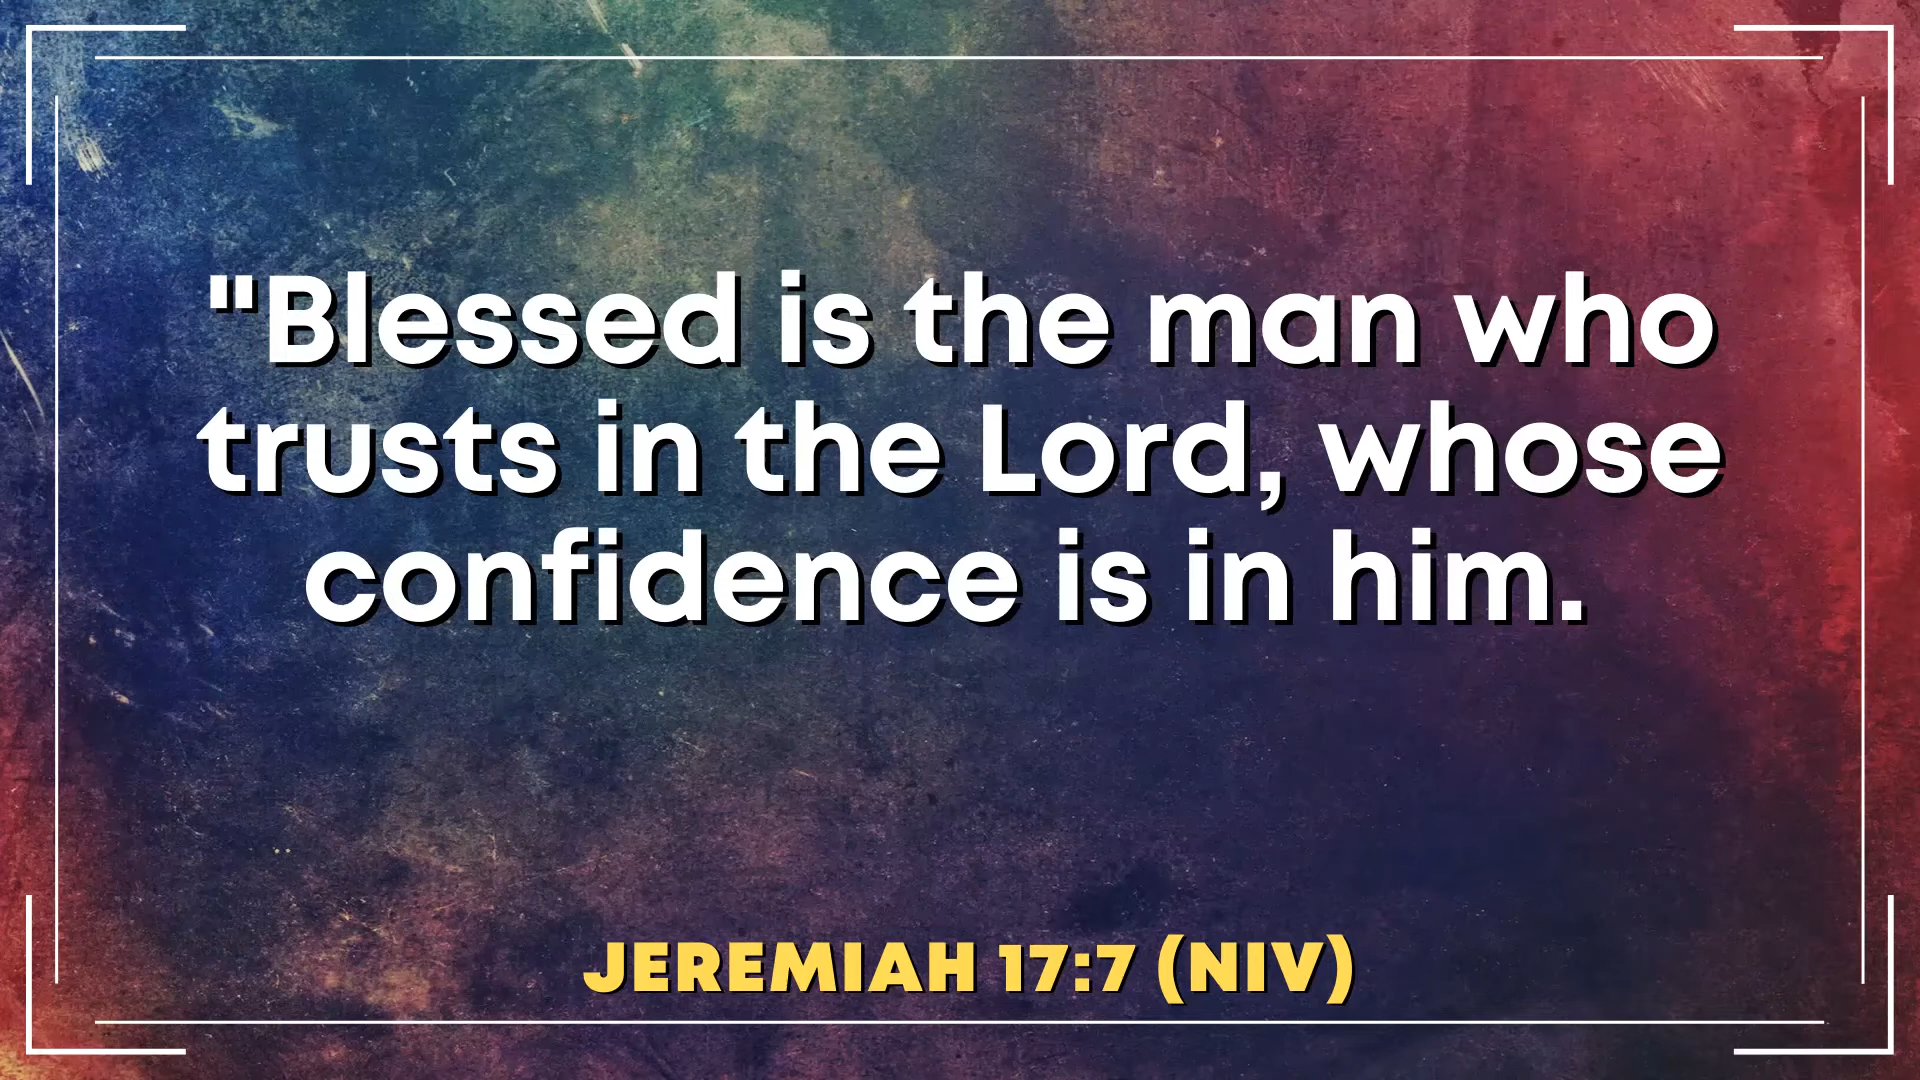 "Blessed is the man who
trusts in the Lord, whose
confidence is in him.
JEREMIAH 17:7 (NIV)